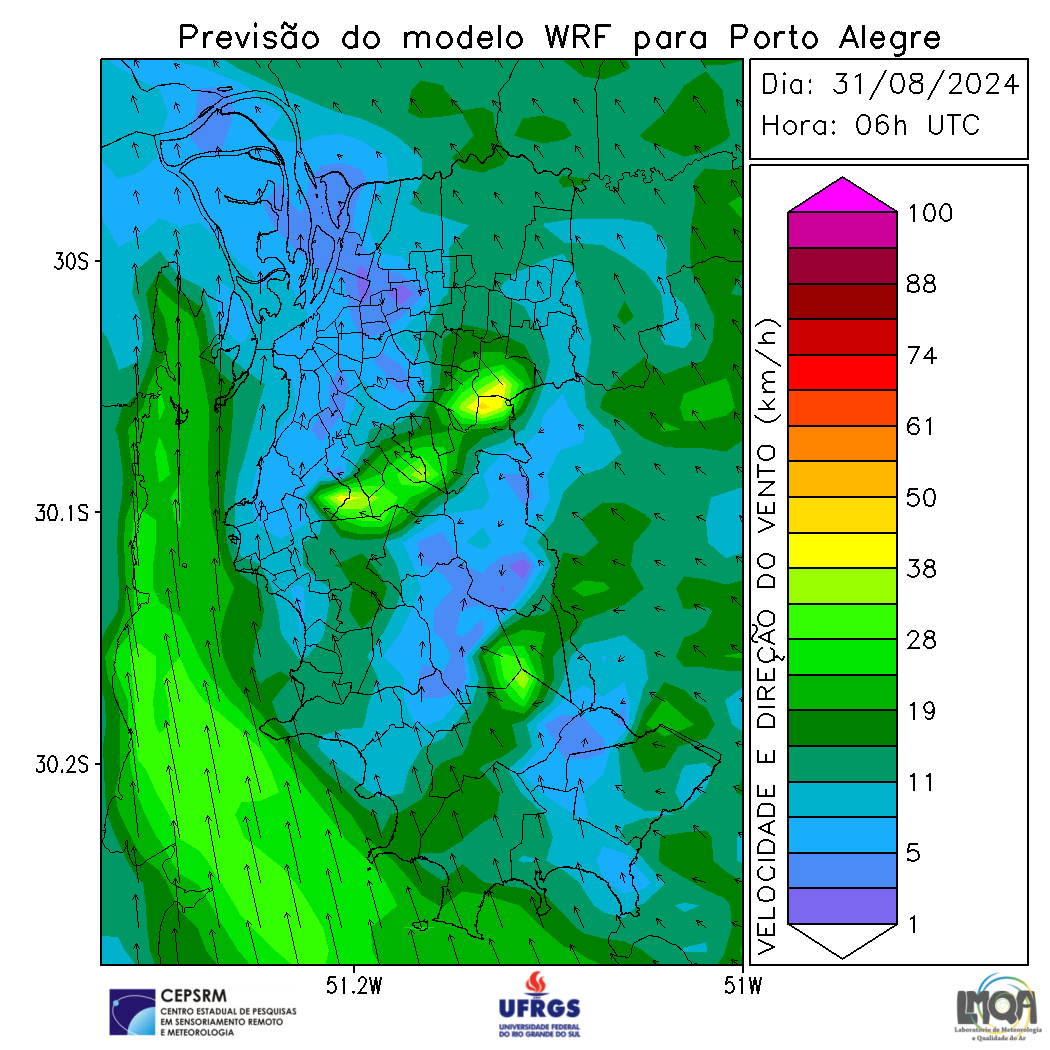 Previsão do modelo WRF para Porto Alegre
Dia: 31/08/2024
Hora: 06h UTC
30S
30.1S
30.2S
51.2W
51W
VELOCIDADE E DIREÇÃO DO VENTO (km/h)
100
88
74
61
50
38
28
19
11
5
1
CEPSRM
CENTRO ESTADUAL DE PESQUISAS
EM SENSORIAMENTO REMOTO
E METEOROLOGIA
UFRGS
UNIVERSIDADE FEDERAL
DO RIO GRANDE DO SUL
LMQA
Laboratório de Meteorologia
e Qualidade do Ar